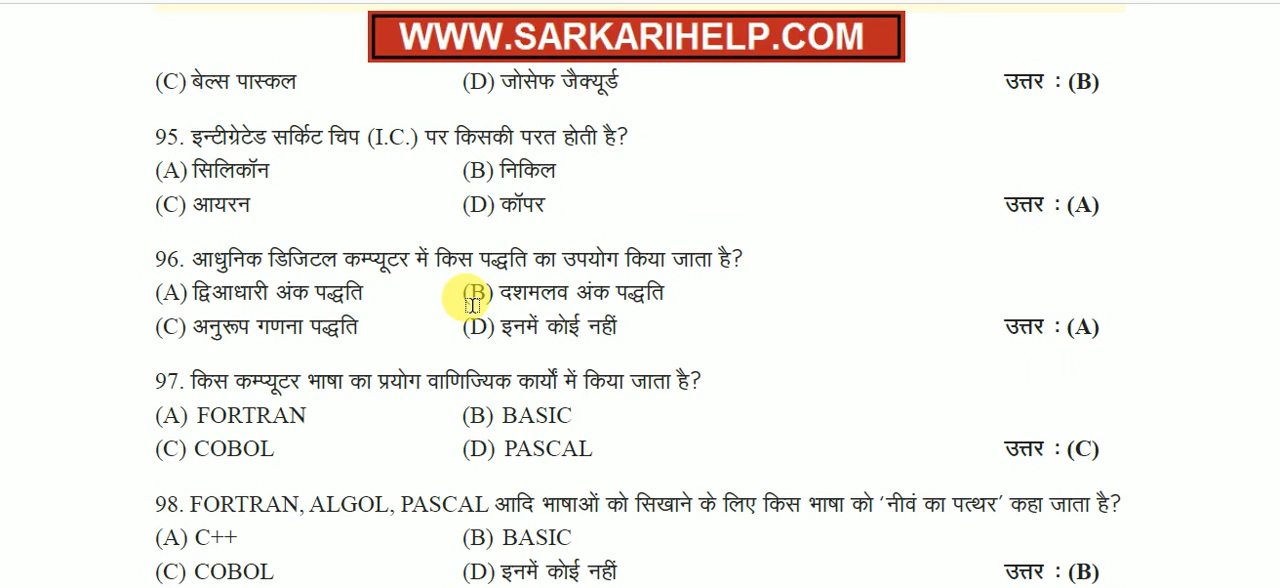 WWW.SARKARIHELP.COM
(C) बेल्स पास्कल (D) जोसेफ जैक्यूर्ड उत्तर : (B)
95. इन्टीग्रेटेड सर्किट चिप (I.C.) पर किसकी परत होती है?
(A) सिलिकॉन (B) निकिल
(C) आयरन (D) कॉपर उत्तर : (A)
96. आधुनिक डिजिटल कम्प्यूटर में किस पद्धति का उपयोग किया जाता है?
(A) द्विआधारी अंक पद्धति (B) दशमलव अंक पद्धति
(C) अनुरूप गणना पद्धति (D) इनमें कोई नहीं उत्तर : (A)
97. किस कम्प्यूटर भाषा का प्रयोग वाणिज्यिक कार्यों में किया जाता है?
(A) FORTRAN (B) BASIC
(C) COBOL (D) PASCAL उत्तर : (C)
98. FORTRAN, ALGOL, PASCAL आदि भाषाओं को सिखाने के लिए किस भाषा को ‘नीवं का पत्थर’ कहा जाता है?
(A) C++ (B) BASIC
(C) COBOL (D) इनमें कोई नहीं उत्तर : (B)